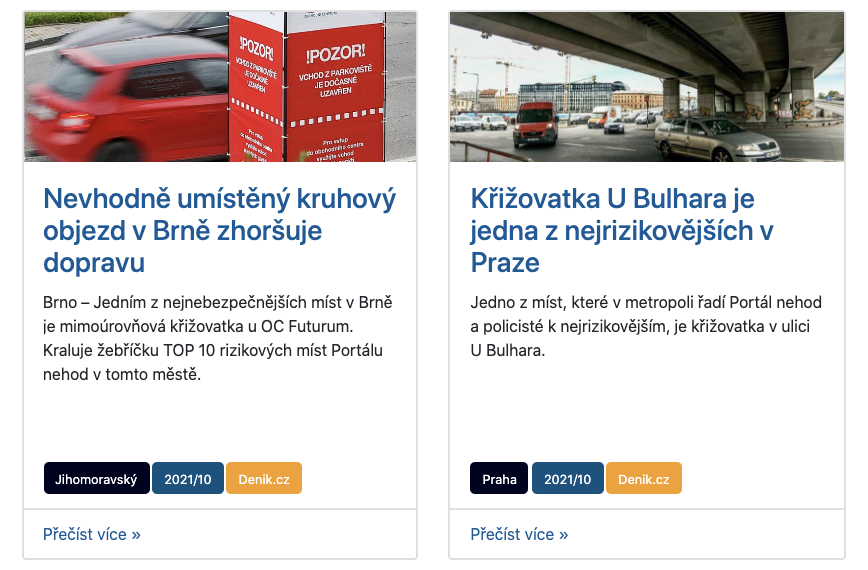 !POZOR!
VCHOD Z PARKOVIŠTĚ
JE DOČASNĚ
UZAVŘEN
!POZOR!
VCHOD Z PARKOVIŠTĚ
JE DOČASNĚ
UZAVŘEN
Pro vstup
do obchodního centra
využijte vchod
Nevhodně umístěný kruhový
objezd v Brně zhoršuje
dopravu
Brno – Jedním z nejnebezpečnějších míst v Brně
je mimoúrovňová křižovatka u OC Futurum.
Kraluje žebříčku TOP 10 rizikových míst Portálu
nehod v tomto městě.
Jihomoravský 2021/10 Denik.cz
Přečíst více »
Křižovatka U Bulhara je
jedna z nejrizikovějších v
Praze
Jedno z míst, které v metropoli řadí Portál nehod
a policisté k nejrizikovějším, je křižovatka v ulici
U Bulhara.
Praha 2021/10 Denik.cz
Přečíst více »